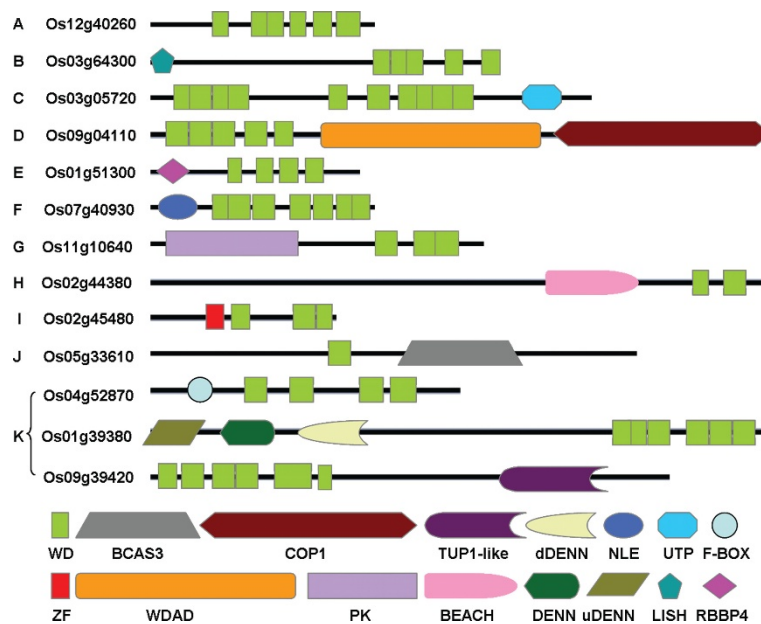 A Os12g40260
B Os03g64300
C Os03g05720
D Os09g04110
E Os01g51300
F Os07g40930
G Os11g10640
H Os02g44380
I Os02g45480
J Os05g33610
Os04g52870
K Os01g39380
Os09g39420
WD BCAS3 COP1 TUP1-like dDENN NLE UTP F-BOX
ZF WDAD PK BEACH DENN uDENN LISH RBBP4